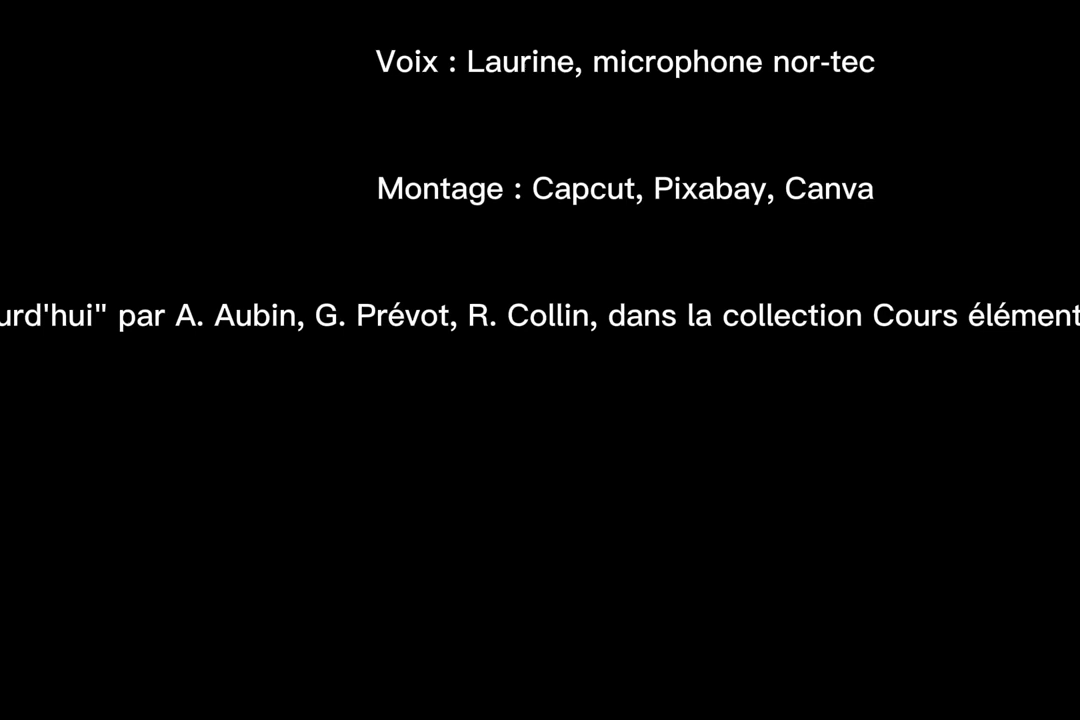 Voix : Laurine, microphone nor-tec
Montage : Capcut, Pixabay, Canva
urd'hui" par A. Aubin, G. Prévot, R. Collin, dans la collection Cours élément